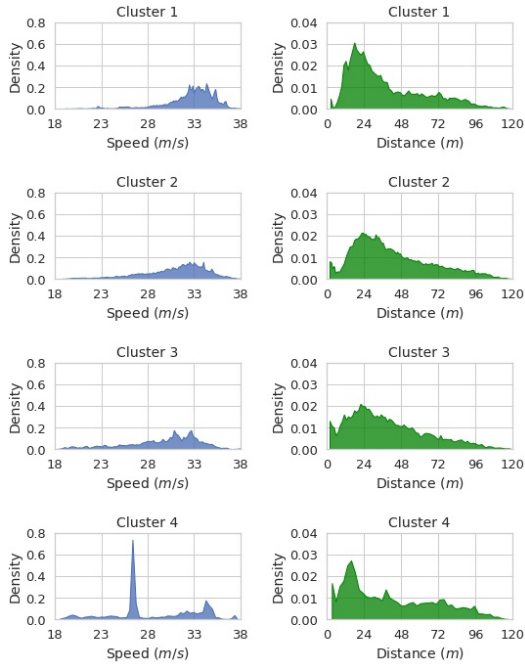 Cluster 1
Cluster 1
Density
0.8
0.6
0.4
0.2
0.0
18 23 28 33 38
Speed (m/s)
Density
0.04
0.03
0.02
0.01
0.00
0 24 48 72 96 120
Distance (m)
Cluster 2
Cluster 2
Density
0.8
0.6
0.4
0.2
0.0
18 23 28 33 38
Speed (m/s)
Density
0.04
0.03
0.02
0.01
0.00
0 24 48 72 96 120
Distance (m)
Cluster 3
Cluster 3
Density
0.8
0.6
0.4
0.2
0.0
18 23 28 33 38
Speed (m/s)
Density
0.04
0.03
0.02
0.01
0.00
0 24 48 72 96 120
Distance (m)
Cluster 4
Cluster 4
Density
0.8
0.6
0.4
0.2
0.0
18 23 28 33 38
Speed (m/s)
Density
0.04
0.03
0.02
0.01
0.00
0 24 48 72 96 120
Distance (m)